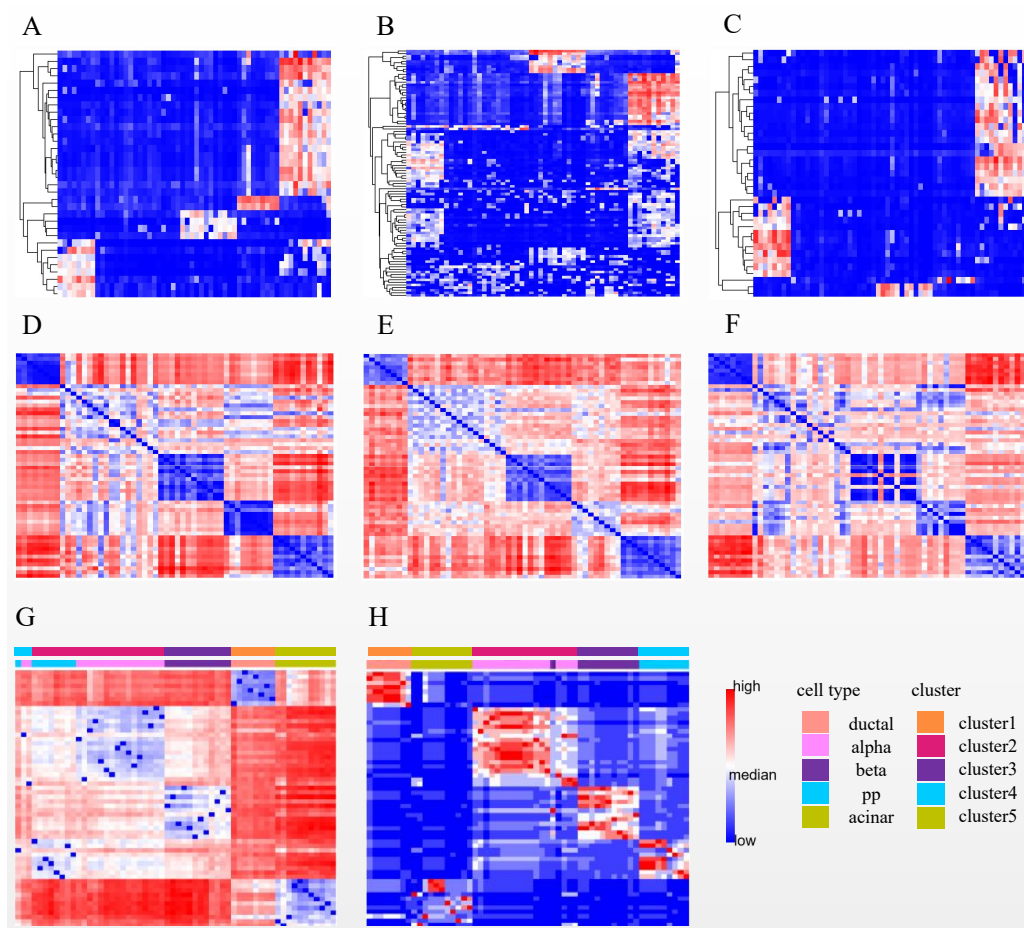 A
B
C
D
E
F
G
H
high
median
low
cell type
cluster
ductal
cluster1
alpha
cluster2
beta
cluster3
pp
cluster4
acinar
cluster5